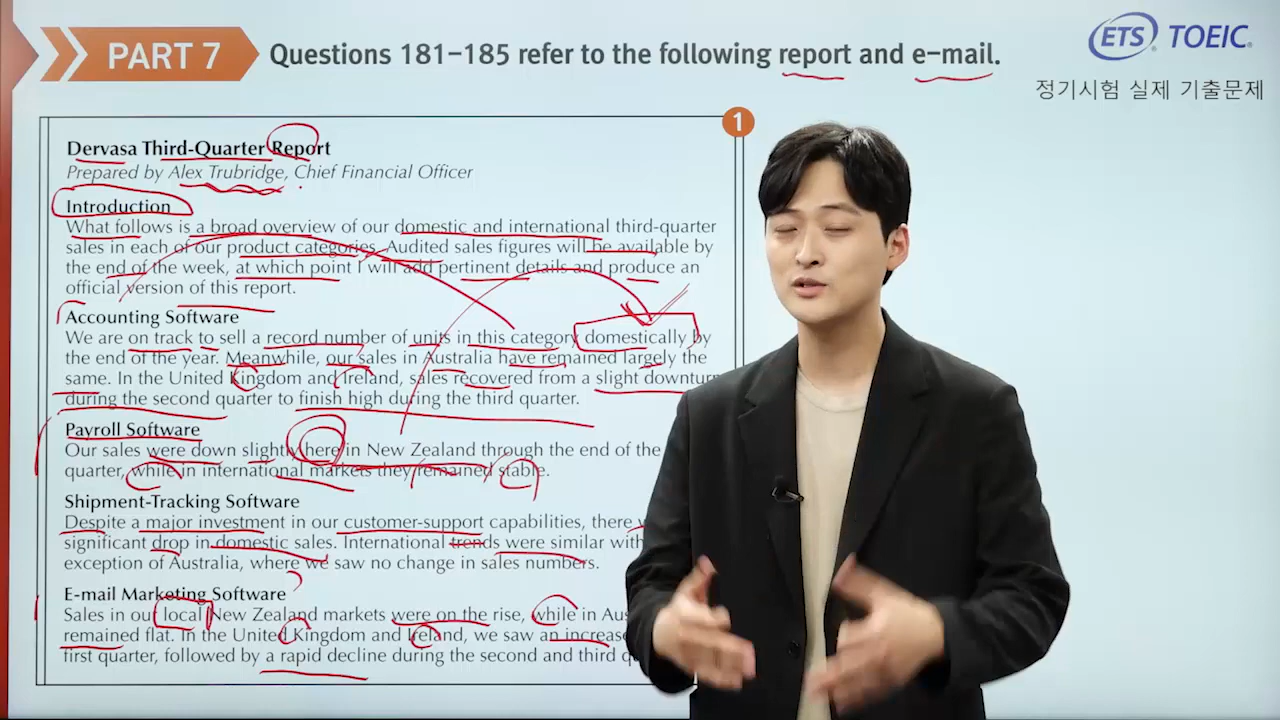 PART 7
Questions 181–185 refer to the following report and e-mail.
ETS TOEIC
정기시험 실제 기출문제
1
Dervasa Third-Quarter Report
Prepared by Alex Trubridge, Chief Financial Officer
Introduction
What follows is a broad overview of our domestic and international third-quarter
sales in each of our product categories. Audited sales figures will be available by
the end of the week, at which point I will add pertinent details and produce an
official version of this report.
Accounting Software
We are on track to sell a record number of units in this category domestically by
the end of the year. Meanwhile, our sales in Australia have remained largely the
same. In the United Kingdom and Ireland, sales recovered from a slight downturn
during the second quarter to finish high during the third quarter.
Payroll Software
Our sales were down slightly here in New Zealand through the end of the
quarter, while in international markets they remained stable.
Shipment-Tracking Software
Despite a major investment in our customer-support capabilities, there
significant drop in domestic sales. International trends were similar with
exception of Australia, where we saw no change in sales numbers.
E-mail Marketing Software
Sales in our local New Zealand markets were on the rise, while in
remained flat. In the United Kingdom and Ireland, we saw an increase
first quarter, followed by a rapid decline during the second and third